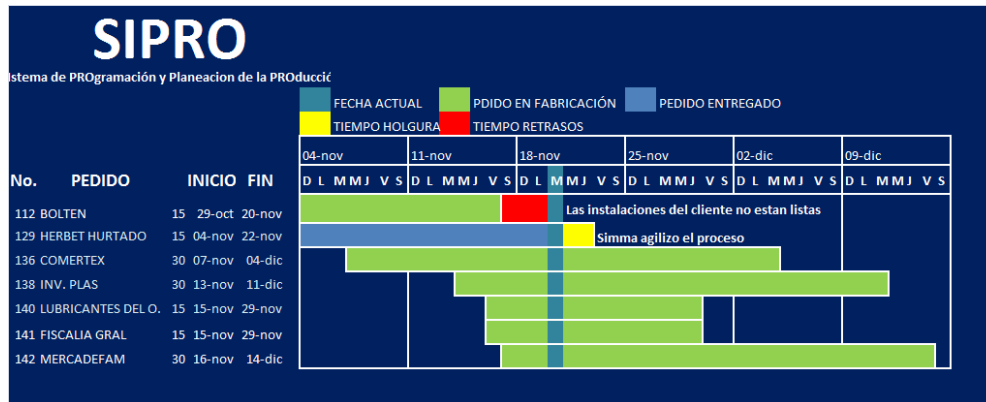 SIPRO
istema de PROgramación y Planeacion de la PROducció
FECHA ACTUAL PDIDO EN FABRICACIÓN PEDIDO ENTREGADO
TIEMPO HOLGURA TIEMPO RETRASOS
04-nov 11-nov 18-nov 25-nov 02-dic 09-dic
No. PEDIDO INICIO FIN D L M M J V S D L M M J V S D L M M J V S D L M M J V S D L M M J V S D L M M J V S
112 BOLTEN 15 29-oct 20-nov Las instalaciones del cliente no estan listas
129 HERBET HURTADO 15 04-nov 22-nov Simma agilizo el proceso
136 COMERTEX 30 07-nov 04-dic
138 INV. PLAS 30 13-nov 11-dic
140 LUBRICANTES DEL O. 15 15-nov 29-nov
141 FISCALIA GRAL 15 15-nov 29-nov
142 MERCADEFAM 30 16-nov 14-dic